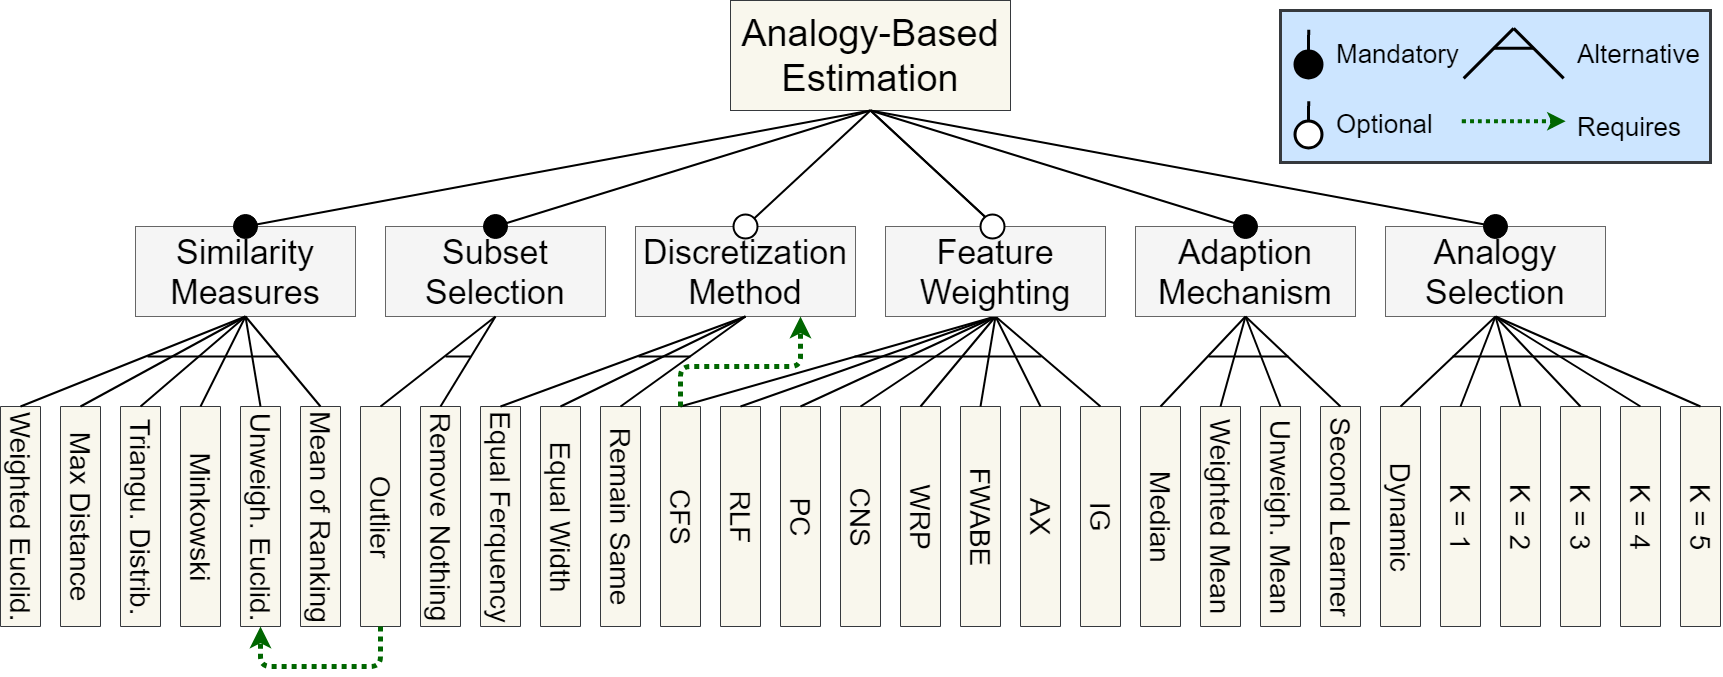 Analogy-Based
Estimation
Mandatory
Alternative
Optional
Requires
Similarity
Measures
Subset
Selection
Discretization
Method
Feature
Weighting
Adaption
Mechanism
Analogy
Selection
Weighted Euclid.
Max Distance
Triangu. Distrib.
Minkowski
Unweigh. Euclid.
Mean of Ranking
Outlier
Remove Nothing
Equal Ferquency
Equal Width
Remain Same
CFS
RLF
PC
CNS
WRP
FWABE
AX
IG
Median
Weighted Mean
Unweigh. Mean
Second Learner
Dynamic
K = 1
K = 2
K = 3
K = 4
K = 5